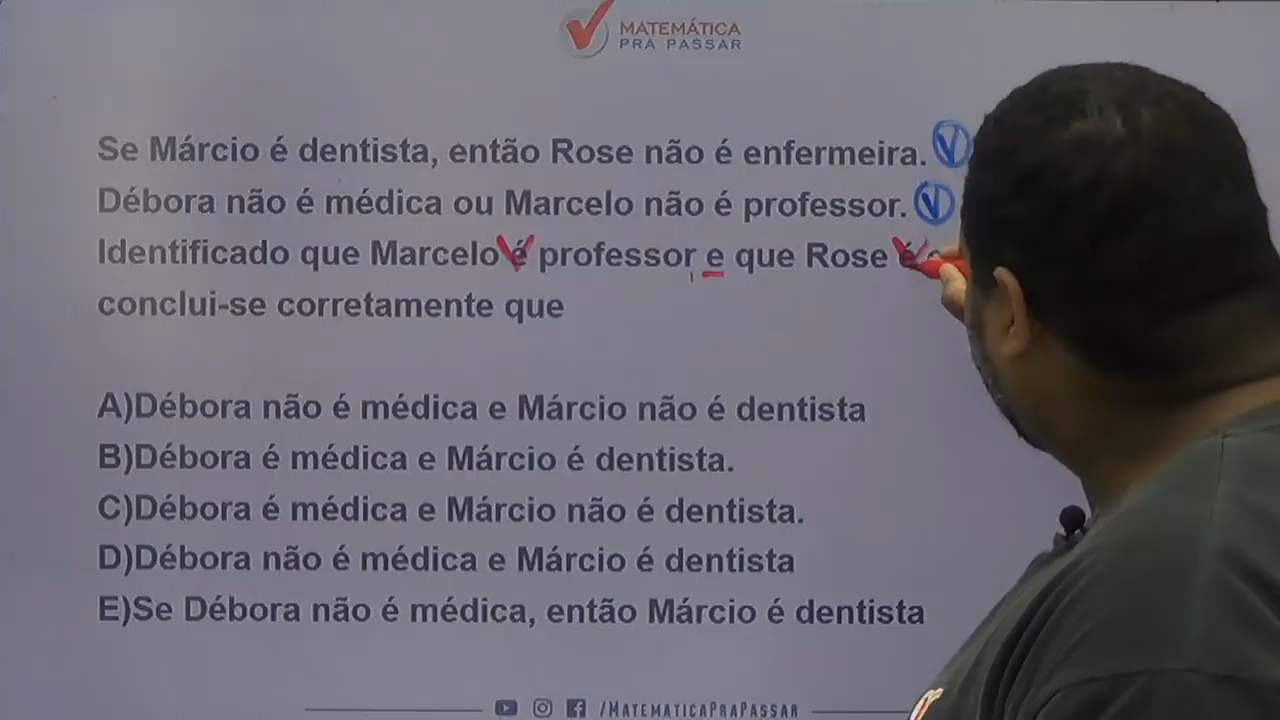 MATEMÁTICA
PRA PASSAR
Se Márcio é dentista, então Rose não é enfermeira. V
Débora não é médica ou Marcelo não é professor. V
Identificado que Marcelo é professor e que Rose é
conclui-se corretamente que
A)Débora não é médica e Márcio não é dentista
B)Débora é médica e Márcio é dentista.
C)Débora é médica e Márcio não é dentista.
D)Débora não é médica e Márcio é dentista
E)Se Débora não é médica, então Márcio é dentista
/MATEMATICAPRAPASSAR